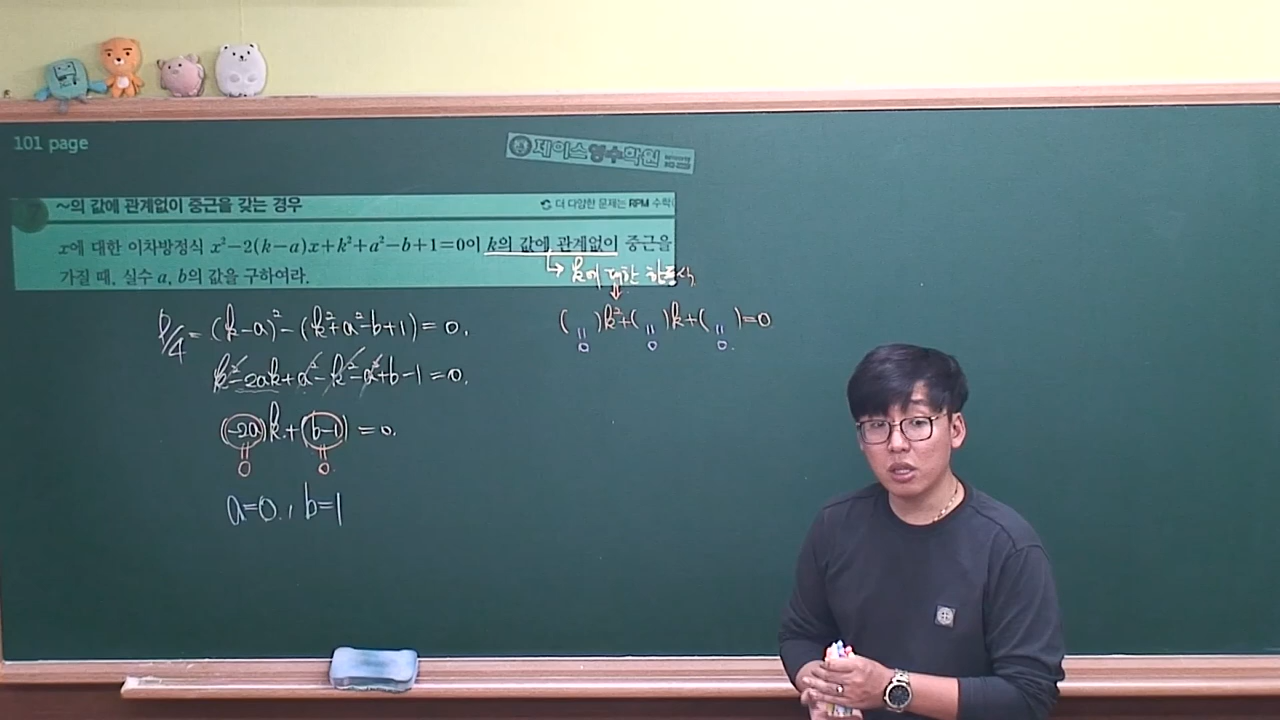 101 page
제이스영수학원
~의 값에 관계없이 중근을 갖는 경우
더 다양한 문제는 RPM 수학(
x에 대한 이차방정식 x²-2(k-a)x+k²+a²-b+1=0이 k의 값에 관계없이 중근을
가질 때, 실수 a, b의 값을 구하여라.
→ k에 대한 항등식
D/4 = (k-a)² - (k²+a²-b+1) = 0.
( )k²+( )k+( )=0
0 0 0.
k²-2ak+a²-k²-a²+b-1=0.
(-2a)k+(b-1) = 0.
0 0.
a=0., b=1